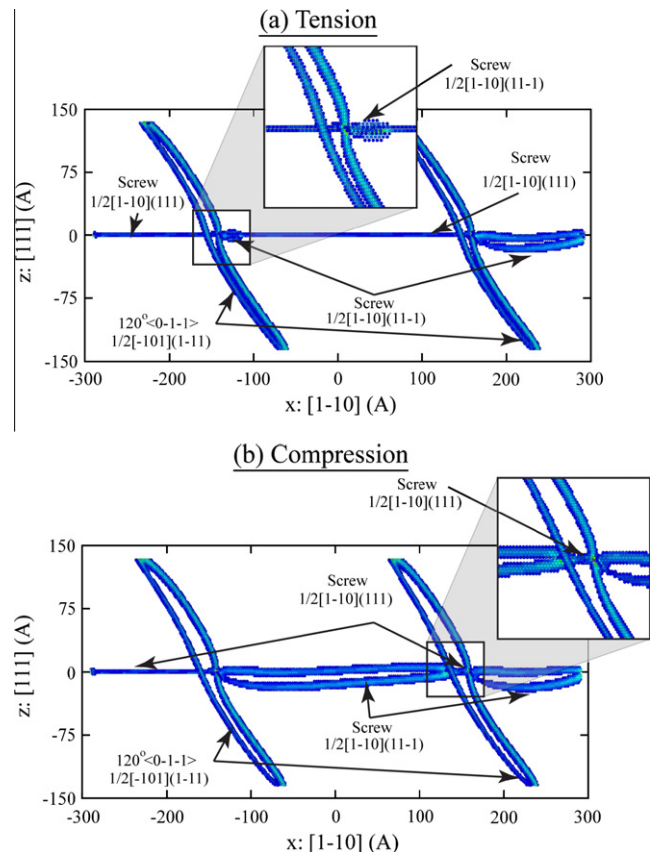 (a) Tension
Screw
1/2[1-10](11-1)
150
75
0
-75
-150
z: [111] (A)
Screw
1/2[1-10](111)
Screw
1/2[1-10](111)
Screw
1/2[1-10](11-1)
120°<0-1-1>
1/2[-101](1-11)
-300
-200
-100
0
100
200
300
x: [1-10] (A)
(b) Compression
Screw
1/2[1-10](111)
150
75
0
-75
-150
z: [111] (A)
Screw
1/2[1-10](111)
Screw
1/2[1-10](11-1)
120°<0-1-1>
1/2[-101](1-11)
-300
-200
-100
0
100
200
300
x: [1-10] (A)